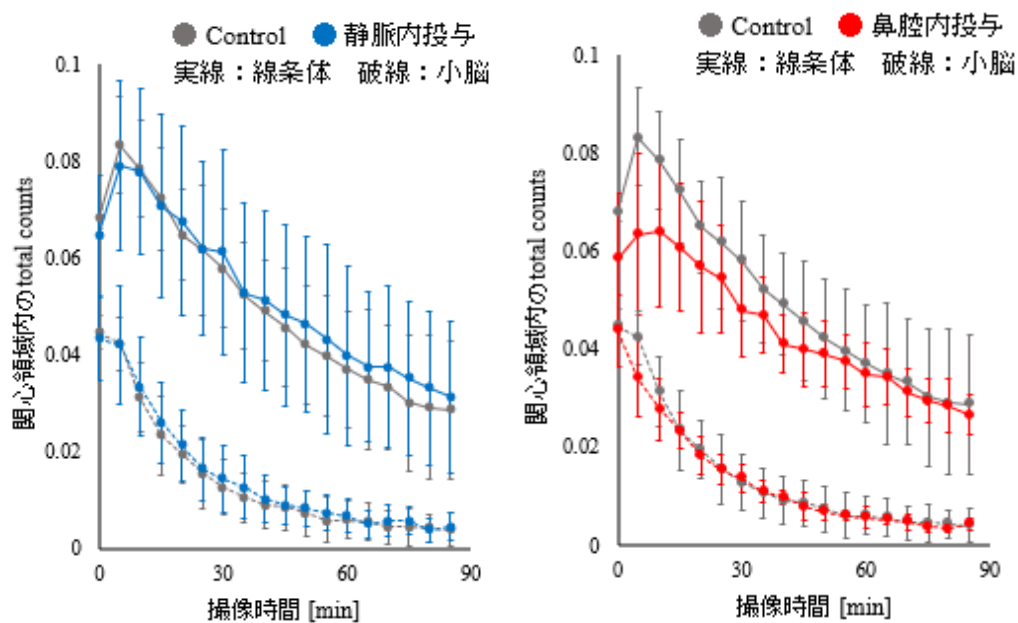 Control 静脈内投与
実線：線条体 破線：小脳
0.1
0.08
0.06
0.04
0.02
0
0 30 60 90
関心領域内のtotal counts
撮像時間 [min]
Control 鼻腔内投与
実線：線条体 破線：小脳
0.1
0.08
0.06
0.04
0.02
0
0 30 60 90
関心領域内のtotal counts
撮像時間 [min]